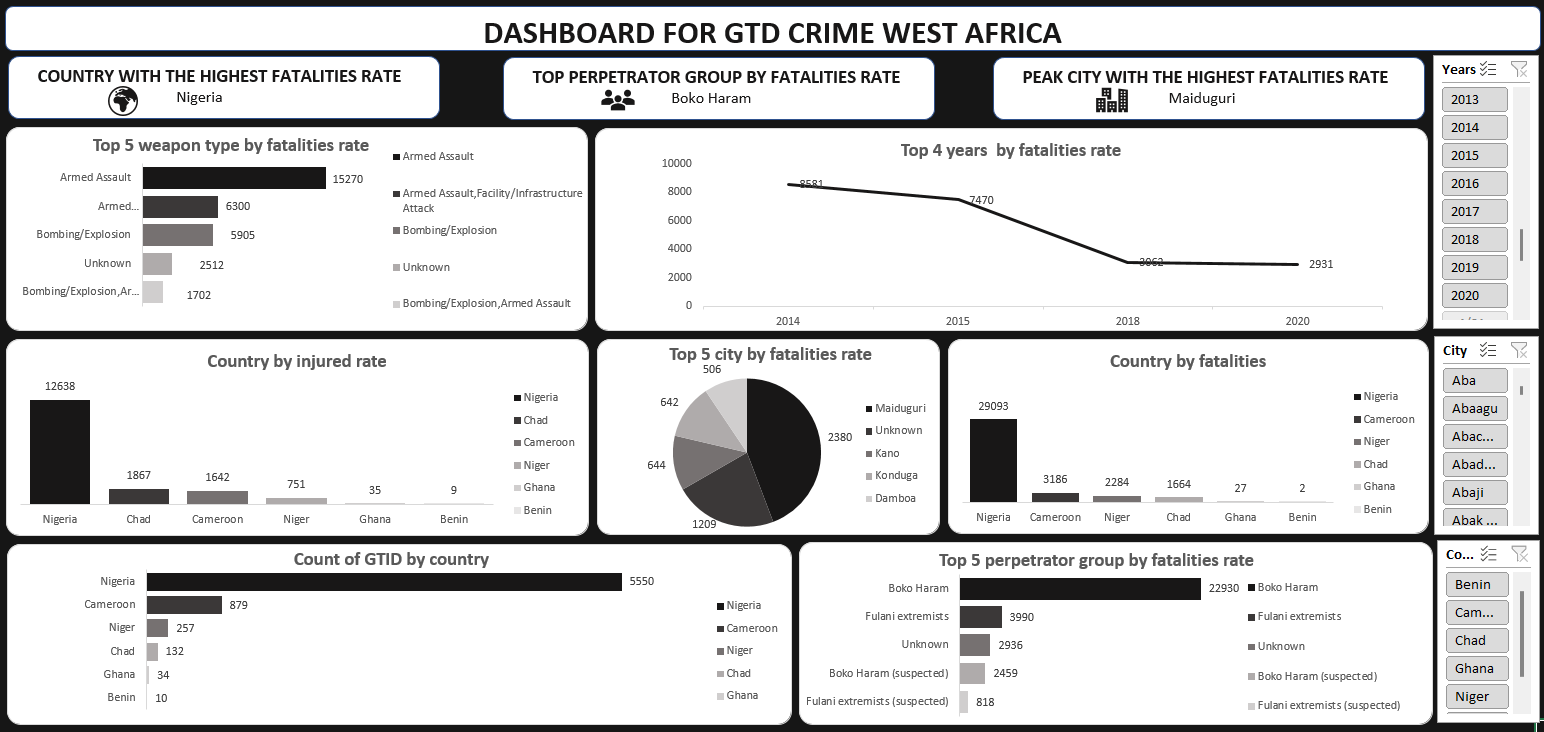 DASHBOARD FOR GTD CRIME WEST AFRICA
COUNTRY WITH THE HIGHEST FATALITIES RATE
Nigeria
TOP PERPETRATOR GROUP BY FATALITIES RATE
Boko Haram
PEAK CITY WITH THE HIGHEST FATALITIES RATE
Maiduguri
Years
2013
2014
2015
2016
2017
2018
2019
2020
Top 5 weapon type by fatalities rate
Armed Assault
15270
Armed...
6300
Bombing/Explosion
5905
Unknown
2512
Bombing/Explosion,Ar...
1702
Armed Assault
Armed Assault,Facility/Infrastructure
Attack
Bombing/Explosion
Unknown
Bombing/Explosion,Armed Assault
Top 4 years by fatalities rate
10000
8000
6000
4000
2000
0
8581
7470
3062
2931
2014
2015
2018
2020
Country by injured rate
12638
1867
1642
751
35
9
Nigeria
Chad
Cameroon
Niger
Ghana
Benin
Nigeria
Chad
Cameroon
Niger
Ghana
Benin
Top 5 city by fatalities rate
506
642
644
1209
2380
Maiduguri
Unknown
Kano
Konduga
Damboa
Country by fatalities
29093
3186
2284
1664
27
2
Nigeria
Cameroon
Niger
Chad
Ghana
Benin
Nigeria
Cameroon
Niger
Chad
Ghana
Benin
City
Aba
Abaagu
Abac...
Abad...
Abaji
Abak ...
Count of GTID by country
Nigeria
5550
Cameroon
879
Niger
257
Chad
132
Ghana
34
Benin
10
Nigeria
Cameroon
Niger
Chad
Ghana
Top 5 perpetrator group by fatalities rate
Boko Haram
22930
Fulani extremists
3990
Unknown
2936
Boko Haram (suspected)
2459
Fulani extremists (suspected)
818
Boko Haram
Fulani extremists
Unknown
Boko Haram (suspected)
Fulani extremists (suspected)
Co...
Benin
Cam...
Chad
Ghana
Niger